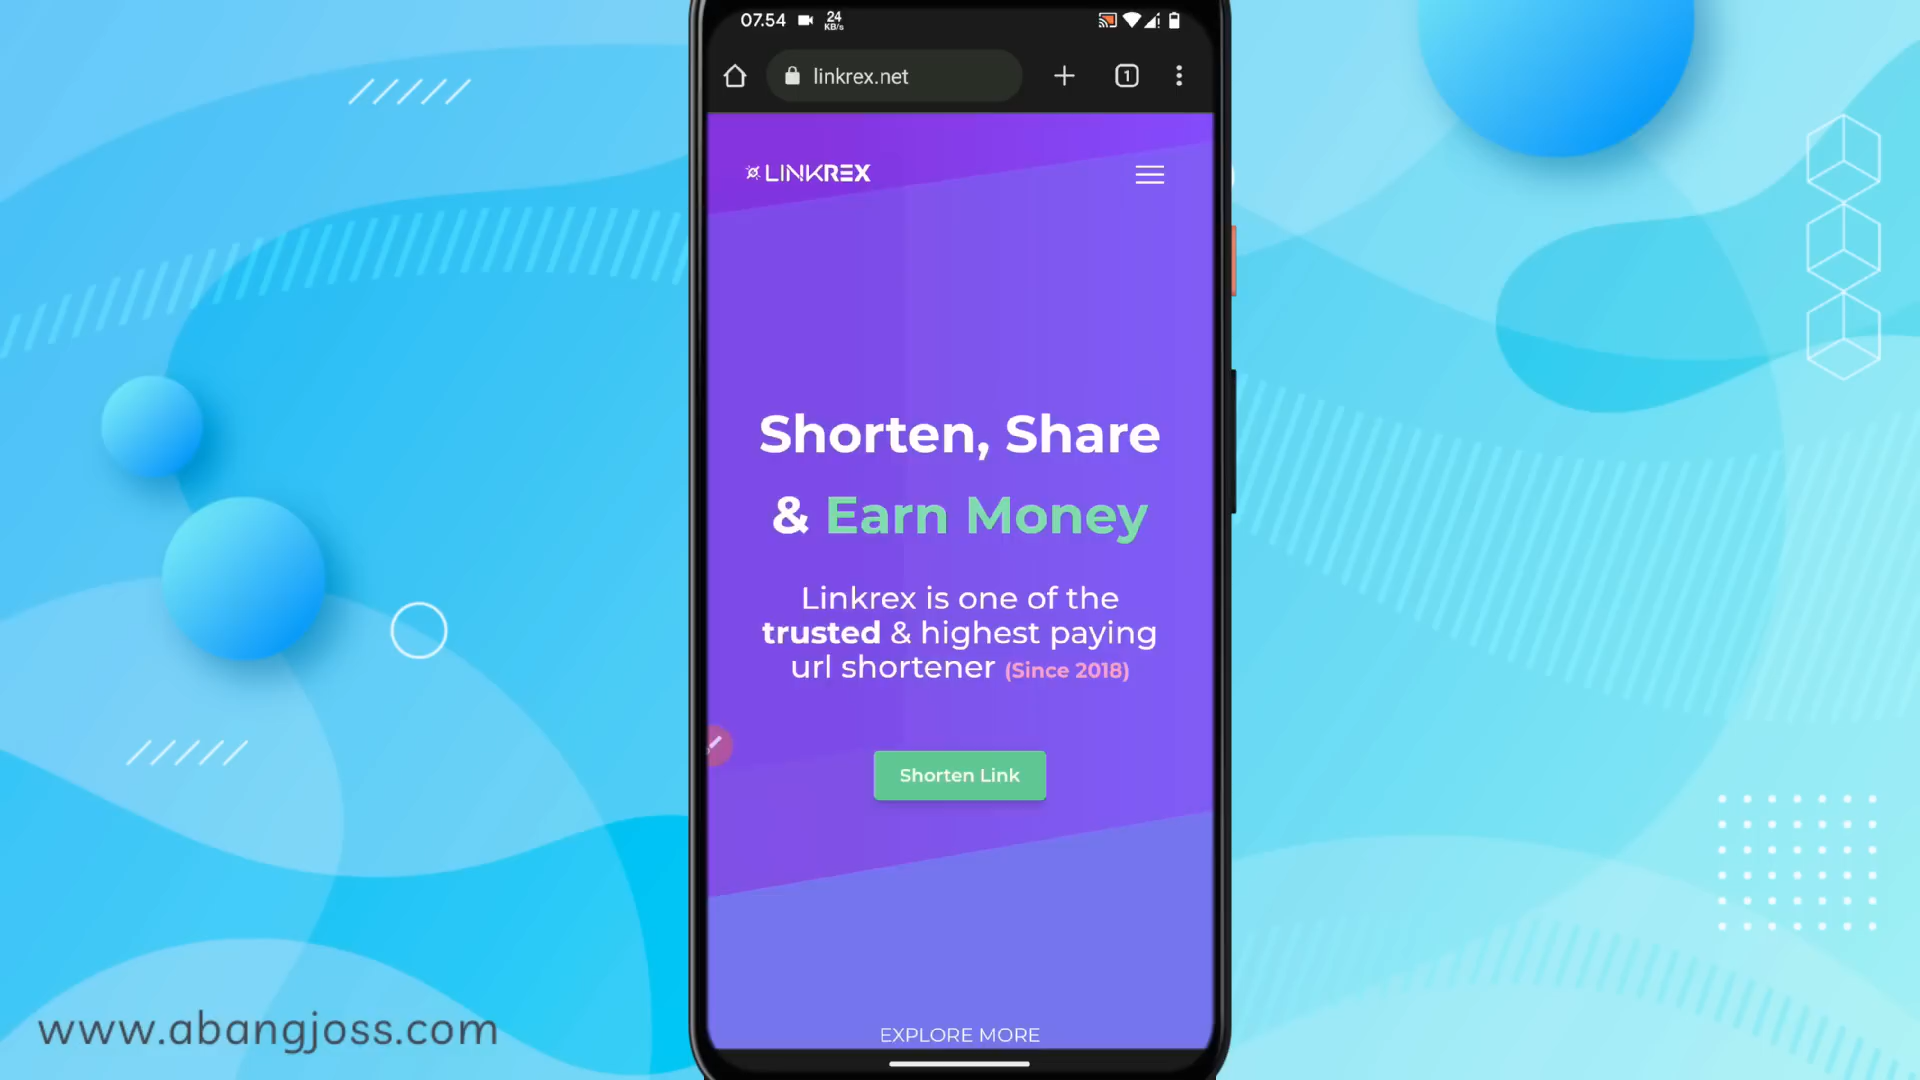 07.54
24
KB/s
linkrex.net
1
LINKREX
Shorten, Share
& Earn Money
Linkrex is one of the
trusted & highest paying
url shortener (Since 2018)
Shorten Link
EXPLORE MORE
www.abangjoss.com